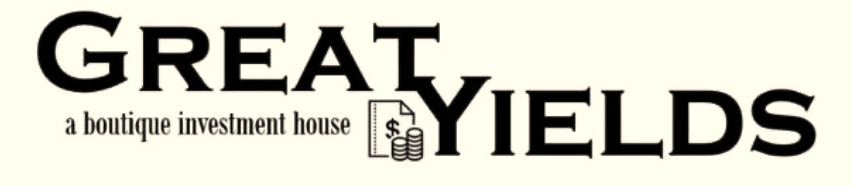 GREAT
YIELDS
a boutique investment house
$